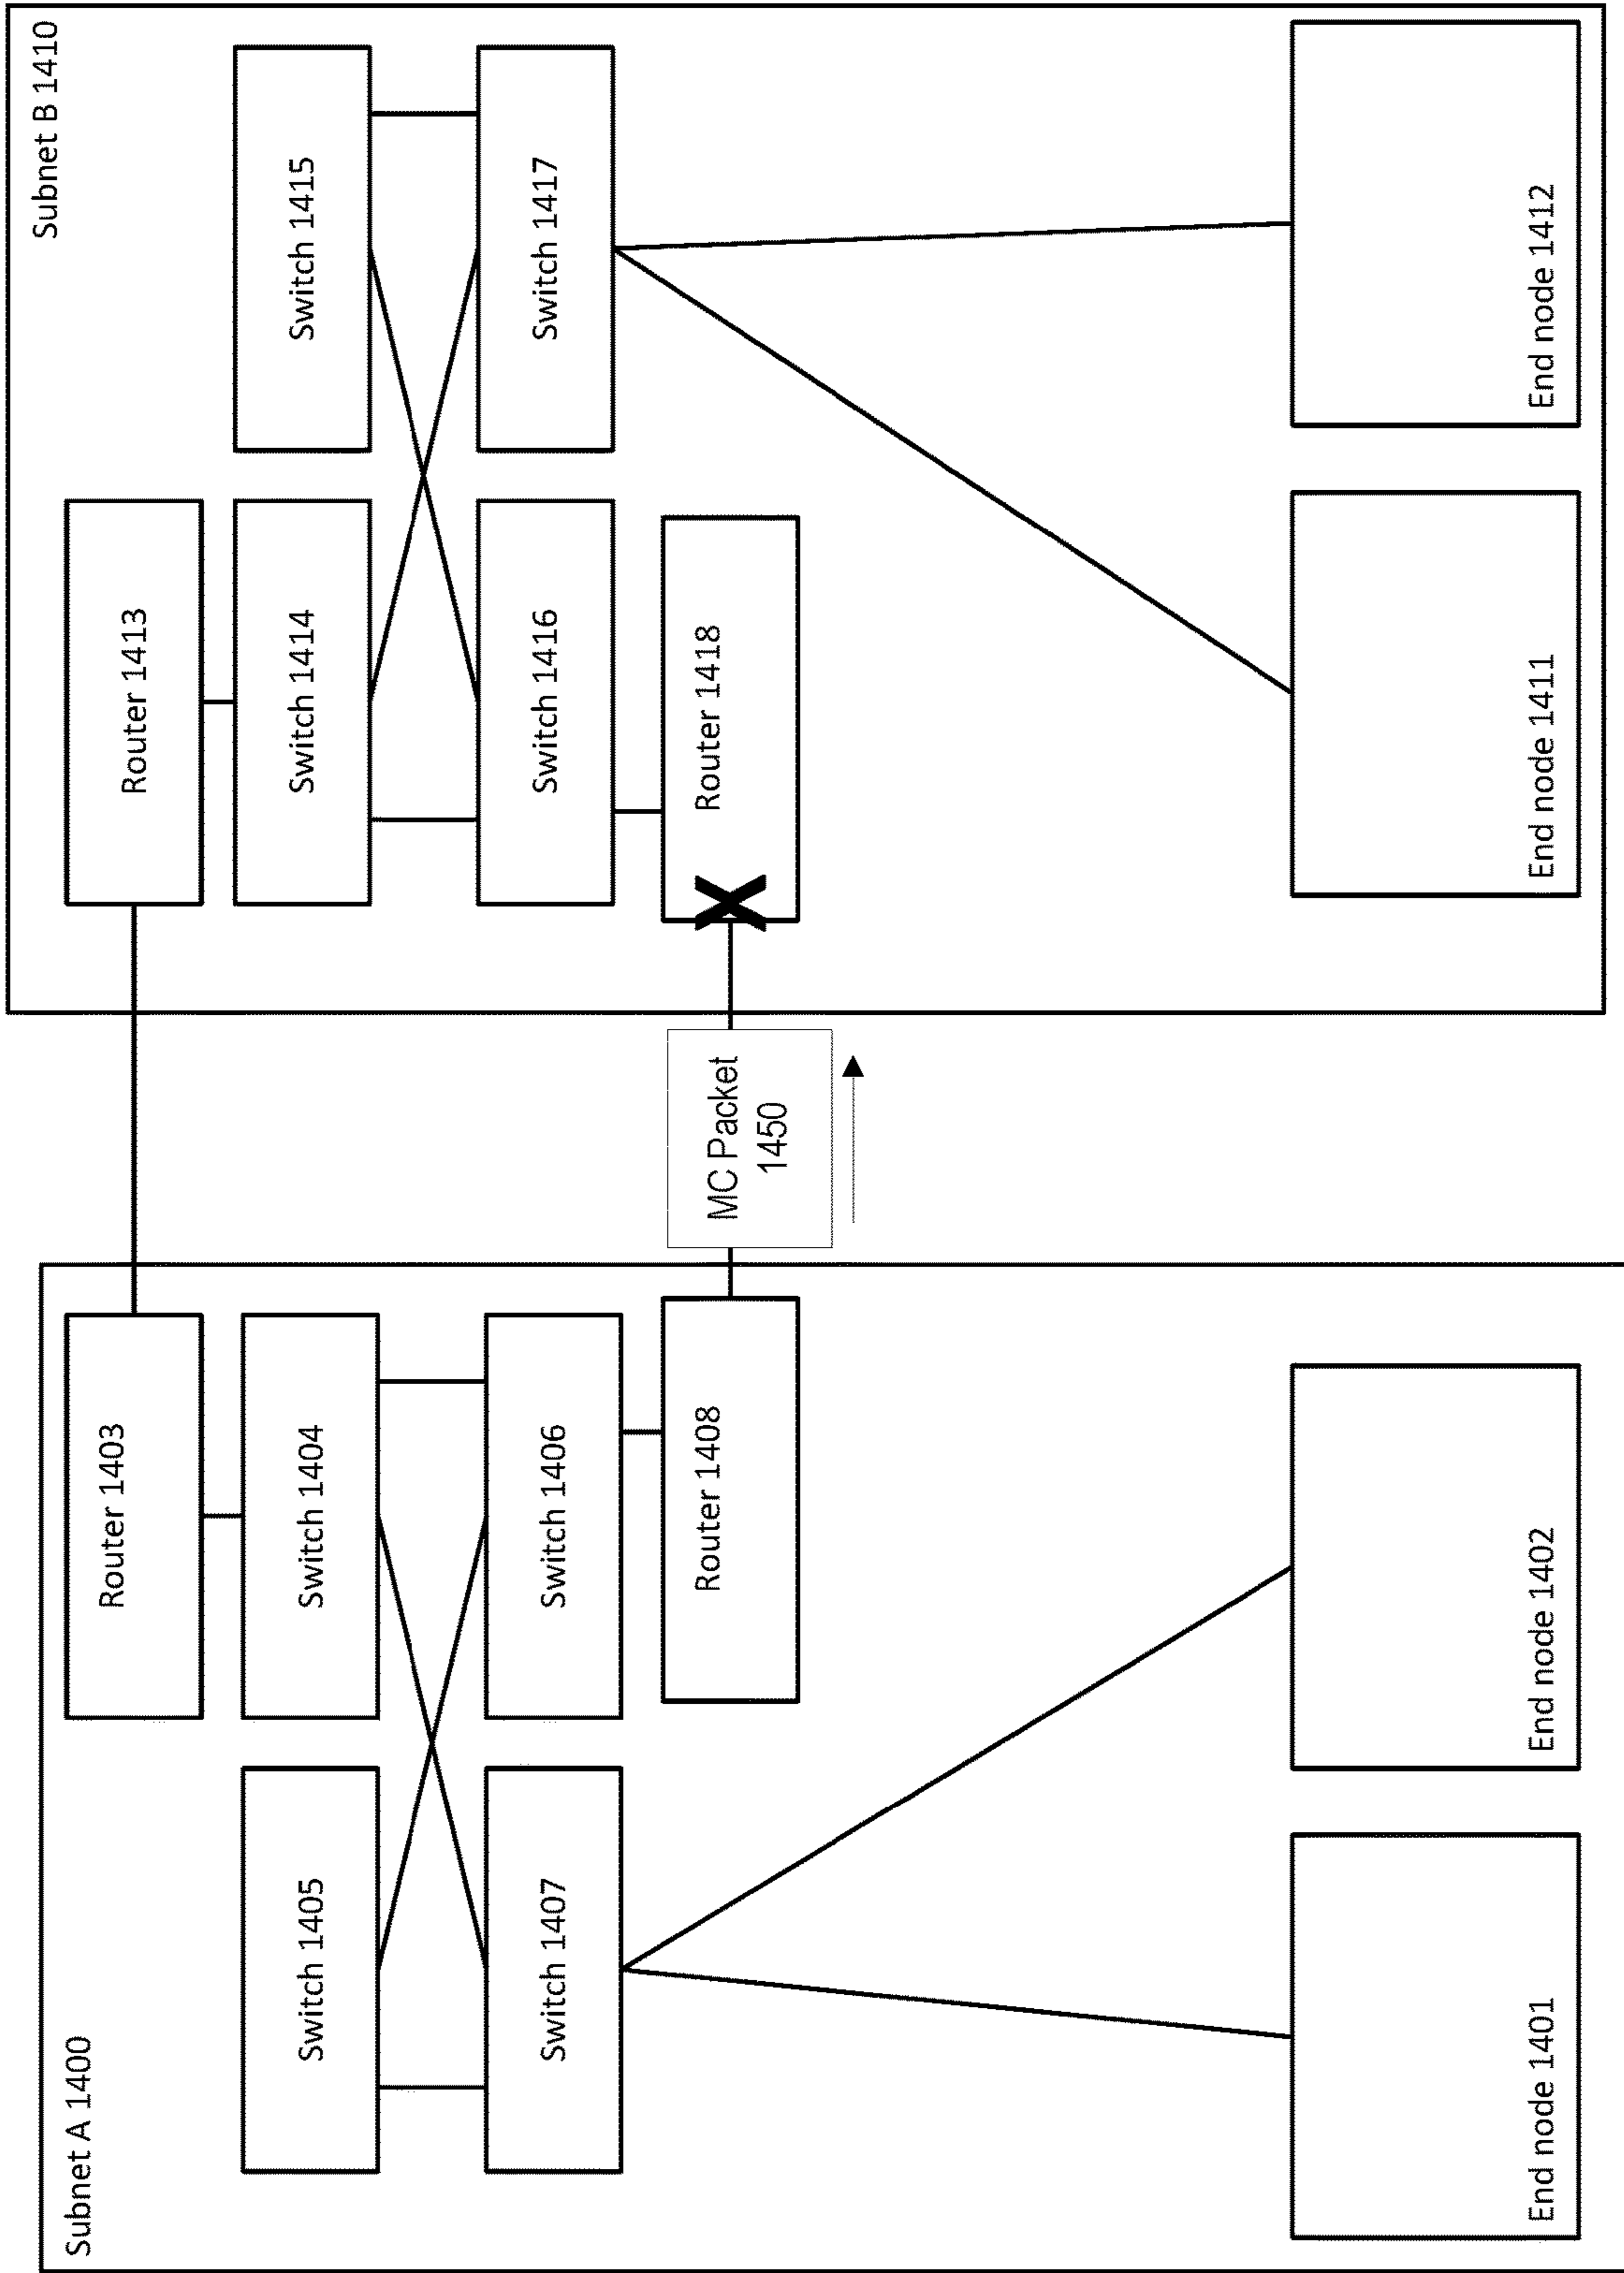 Subnet A 1400
Router 1403
Switch 1405
Switch 1404
Switch 1407
Switch 1406
Router 1408
End node 1401
End node 1402
MC Packet
1450
Subnet B 1410
Router 1413
Switch 1414
Switch 1415
Switch 1416
Switch 1417
Router 1418
End node 1411
End node 1412